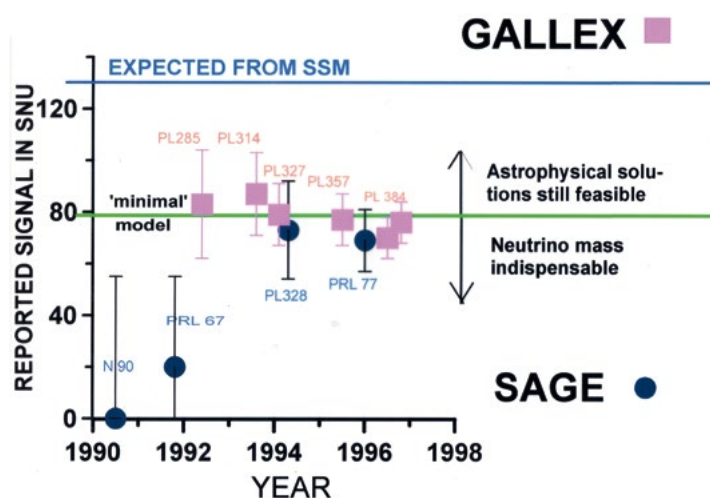 GALLEX
EXPECTED FROM SSM
REPORTED SIGNAL IN SNU
120
80
40
0
PL285
PL314
PL327
PL357
PL 384
'minimal'
model
Astrophysical solu-
tions still feasible
Neutrino mass
indispensable
PL328
PRL 77
PRL 67
N 90
SAGE
1990
1992
1994
1996
1998
YEAR